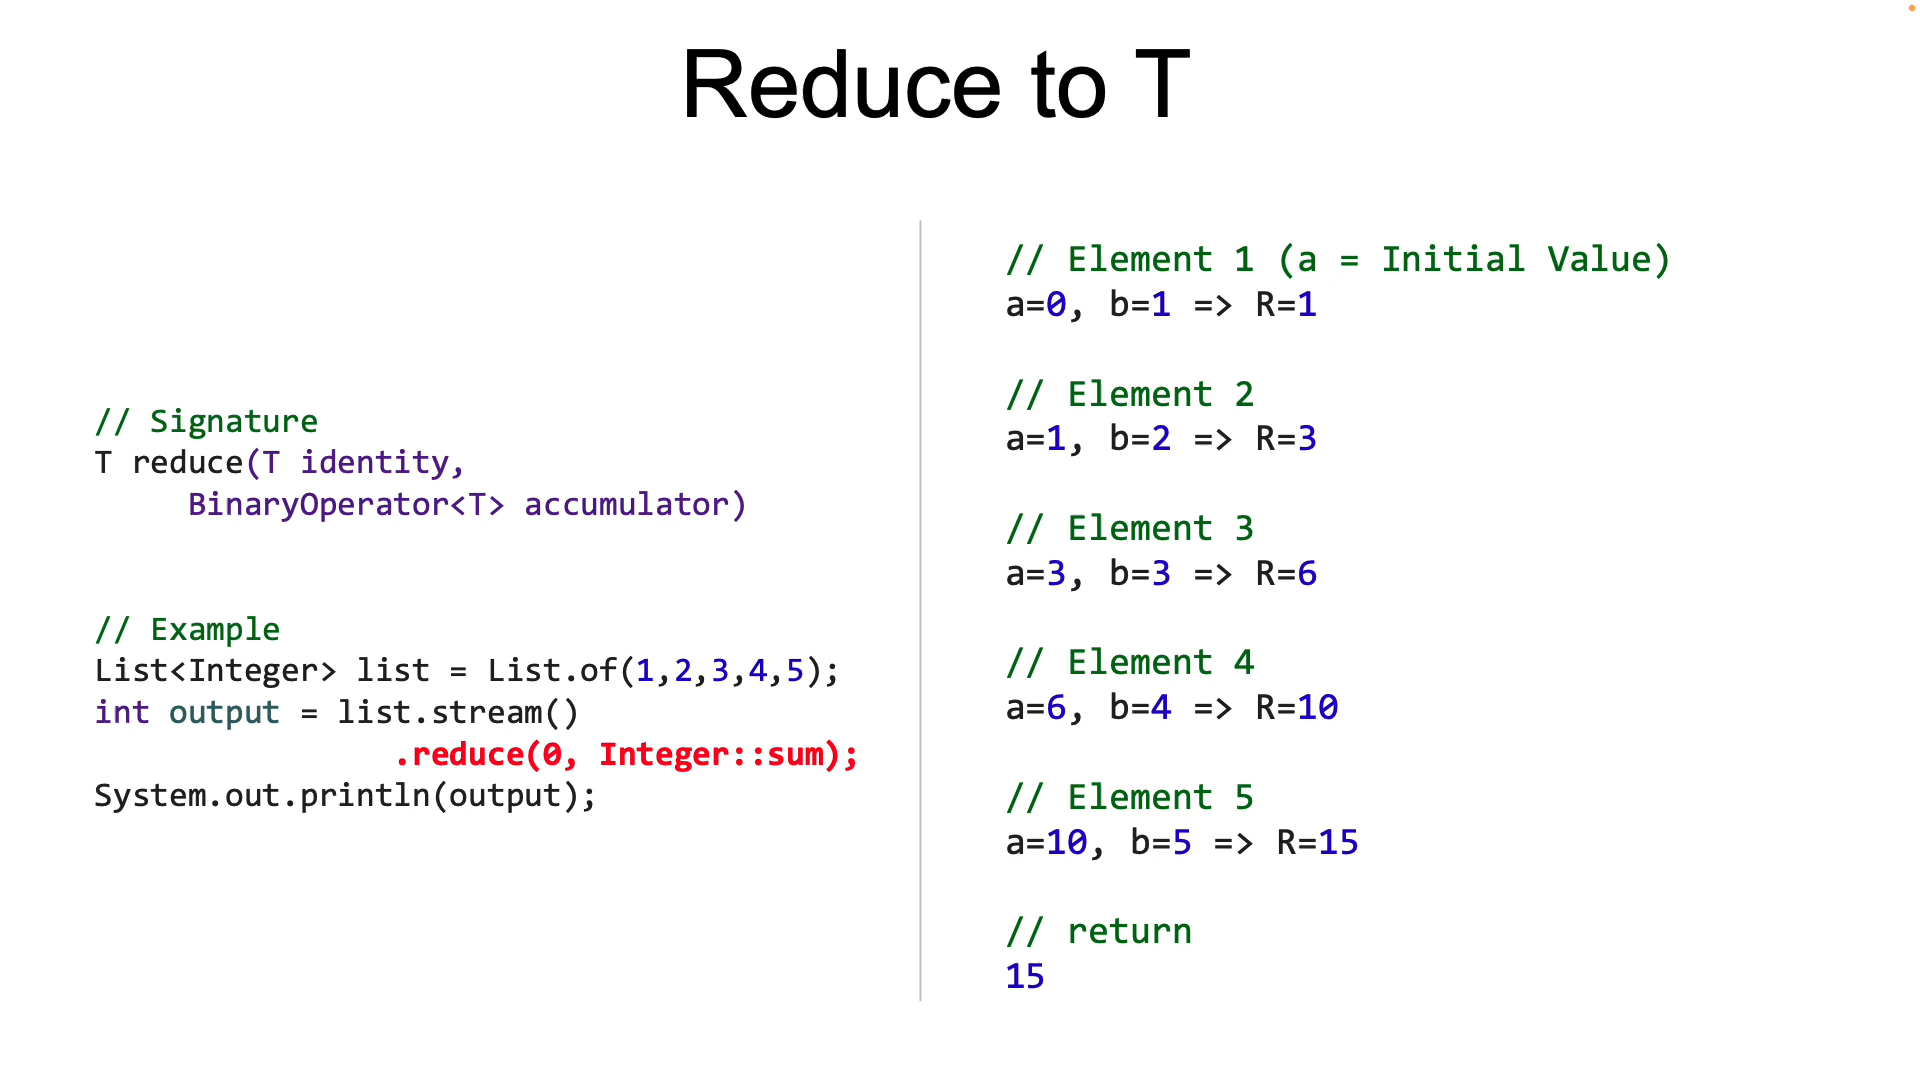 Reduce to T
// Signature
T reduce(T identity,
     BinaryOperator<T> accumulator)
// Example
List<Integer> list = List.of(1,2,3,4,5);
int output = list.stream()
                .reduce(0, Integer::sum);
System.out.println(output);
// Element 1 (a = Initial Value)
a=0, b=1 => R=1
// Element 2
a=1, b=2 => R=3
// Element 3
a=3, b=3 => R=6
// Element 4
a=6, b=4 => R=10
// Element 5
a=10, b=5 => R=15
// return
15